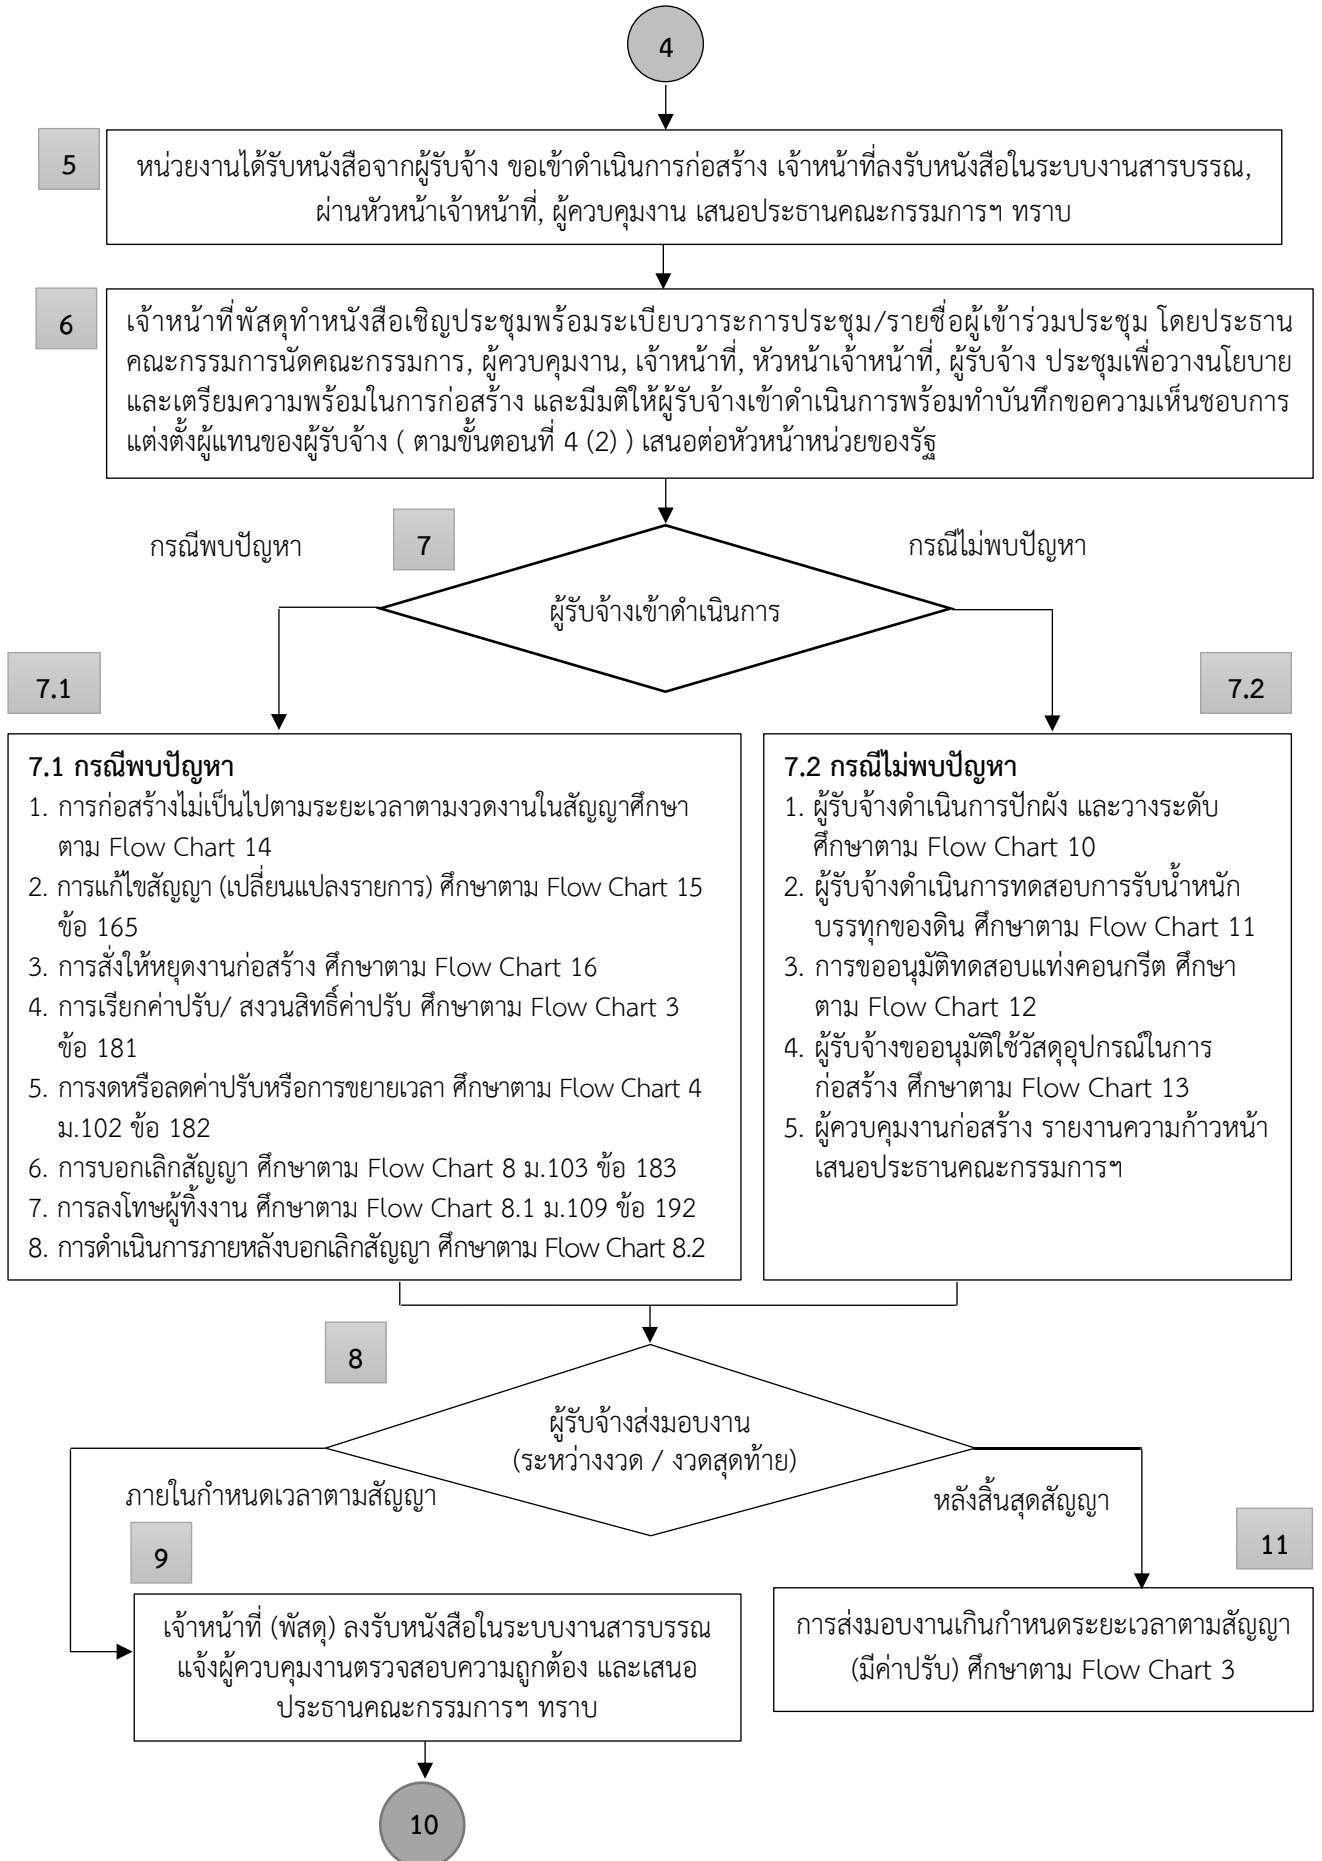 4
5
หน่วยงานได้รับหนังสือจากผู้รับจ้าง ขอเข้าดำเนินการก่อสร้าง เจ้าหน้าที่ลงรับหนังสือในระบบงานสารบรรณ,
ผ่านหัวหน้าเจ้าหน้าที่, ผู้ควบคุมงาน เสนอประธานคณะกรรมการฯ ทราบ
6
เจ้าหน้าที่พัสดุทำหนังสือเชิญประชุมพร้อมระเบียบวาระการประชุม/รายชื่อผู้เข้าร่วมประชุม โดยประธาน
คณะกรรมการนัดคณะกรรมการ, ผู้ควบคุมงาน, เจ้าหน้าที่, หัวหน้าเจ้าหน้าที่, ผู้รับจ้าง ประชุมเพื่อวางนโยบาย
และเตรียมความพร้อมในการก่อสร้าง และมีมติให้ผู้รับจ้างเข้าดำเนินการพร้อมทำบันทึกขอความเห็นชอบการ
แต่งตั้งผู้แทนของผู้รับจ้าง ( ตามขั้นตอนที่ 4 (2) ) เสนอต่อหัวหน้าหน่วยของรัฐ
กรณีพบปัญหา
7
กรณีไม่พบปัญหา
ผู้รับจ้างเข้าดำเนินการ
7.1
7.2
7.1 กรณีพบปัญหา
1. การก่อสร้างไม่เป็นไปตามระยะเวลาตามงวดงานในสัญญาศึกษา
ตาม Flow Chart 14
2. การแก้ไขสัญญา (เปลี่ยนแปลงรายการ) ศึกษาตาม Flow Chart 15
ข้อ 165
3. การสั่งให้หยุดงานก่อสร้าง ศึกษาตาม Flow Chart 16
4. การเรียกค่าปรับ/ สงวนสิทธิ์ค่าปรับ ศึกษาตาม Flow Chart 3
ข้อ 181
5. การงดหรือลดค่าปรับหรือการขยายเวลา ศึกษาตาม Flow Chart 4
ม.102 ข้อ 182
6. การบอกเลิกสัญญา ศึกษาตาม Flow Chart 8 ม.103 ข้อ 183
7. การลงโทษผู้ทิ้งงาน ศึกษาตาม Flow Chart 8.1 ม.109 ข้อ 192
8. การดำเนินการภายหลังบอกเลิกสัญญา ศึกษาตาม Flow Chart 8.2
7.2 กรณีไม่พบปัญหา
1. ผู้รับจ้างดำเนินการปักผัง และวางระดับ
ศึกษาตาม Flow Chart 10
2. ผู้รับจ้างดำเนินการทดสอบการรับน้ำหนัก
บรรทุกของดิน ศึกษาตาม Flow Chart 11
3. การขออนุมัติทดสอบแท่งคอนกรีต ศึกษา
ตาม Flow Chart 12
4. ผู้รับจ้างขออนุมัติใช้วัสดุอุปกรณ์ในการ
ก่อสร้าง ศึกษาตาม Flow Chart 13
5. ผู้ควบคุมงานก่อสร้าง รายงานความก้าวหน้า
เสนอประธานคณะกรรมการฯ
8
ผู้รับจ้างส่งมอบงาน
(ระหว่างงวด / งวดสุดท้าย)
ภายในกำหนดเวลาตามสัญญา
หลังสิ้นสุดสัญญา
9
11
เจ้าหน้าที่ (พัสดุ) ลงรับหนังสือในระบบงานสารบรรณ
แจ้งผู้ควบคุมงานตรวจสอบความถูกต้อง และเสนอ
ประธานคณะกรรมการฯ ทราบ
การส่งมอบงานเกินกำหนดระยะเวลาตามสัญญา
(มีค่าปรับ) ศึกษาตาม Flow Chart 3
10